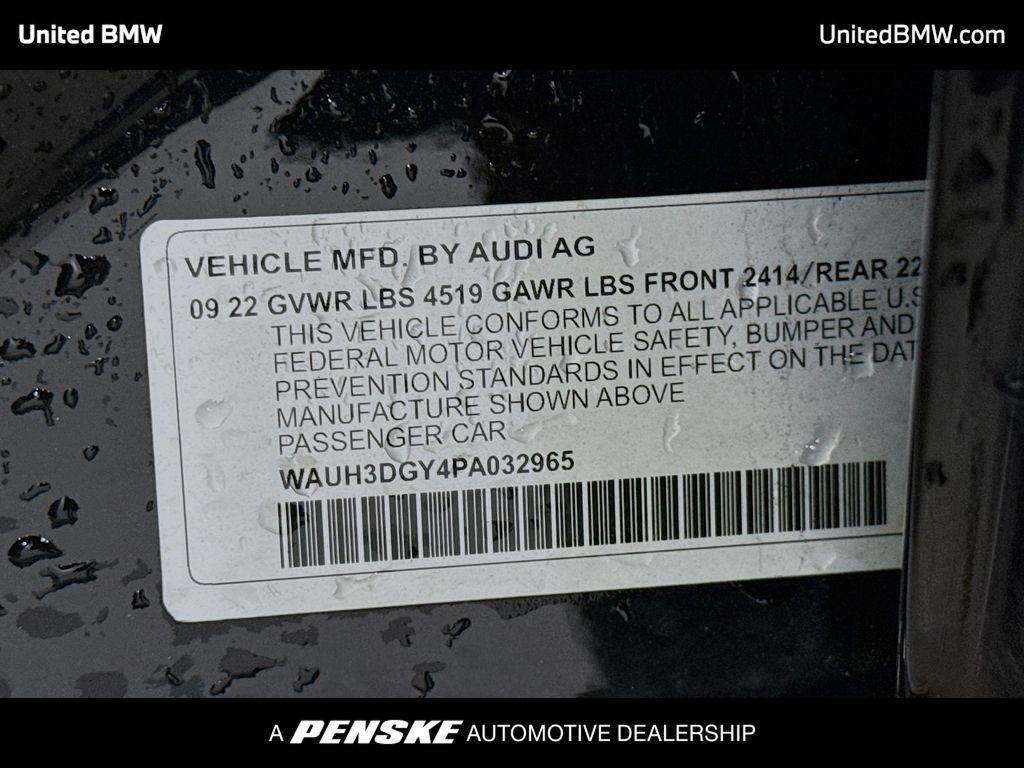 United BMW
UnitedBMW.com
VEHICLE MFD. BY AUDI AG
09 22 GVWR LBS 4519 GAWR LBS FRONT 2414/REAR 22
THIS VEHICLE CONFORMS TO ALL APPLICABLE U.S
FEDERAL MOTOR VEHICLE SAFETY, BUMPER AND
PREVENTION STANDARDS IN EFFECT ON THE DAT
MANUFACTURE SHOWN ABOVE
PASSENGER CAR
WAUH3DGY4PA032965
A PENSKE AUTOMOTIVE DEALERSHIP